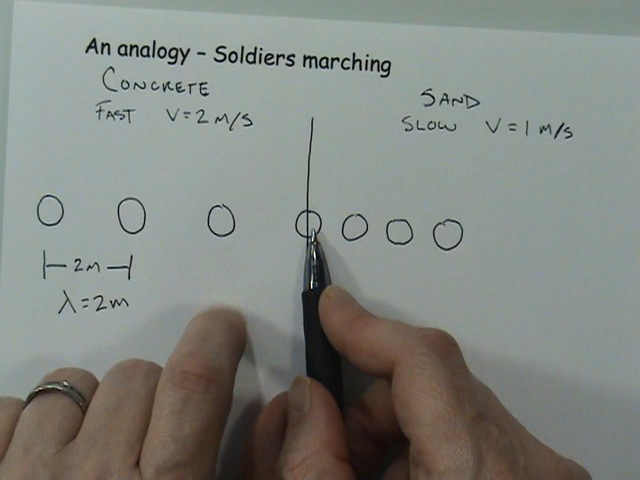 An analogy – Soldiers marching
CONCRETE
FAST V=2 M/S
SAND
SLOW V=1 M/S
2M
λ=2M